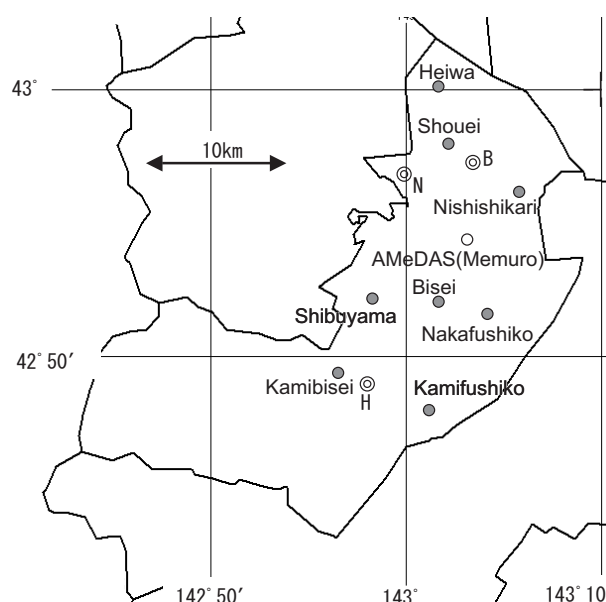 Heiwa
43°
Shouei
10km
B
N
Nishishikari
AMeDAS(Memuro)
Bisei
Shibuyama
Nakafushiko
42°50′
Kamibisei
Kamifushiko
H
142°50′
143°
143°10